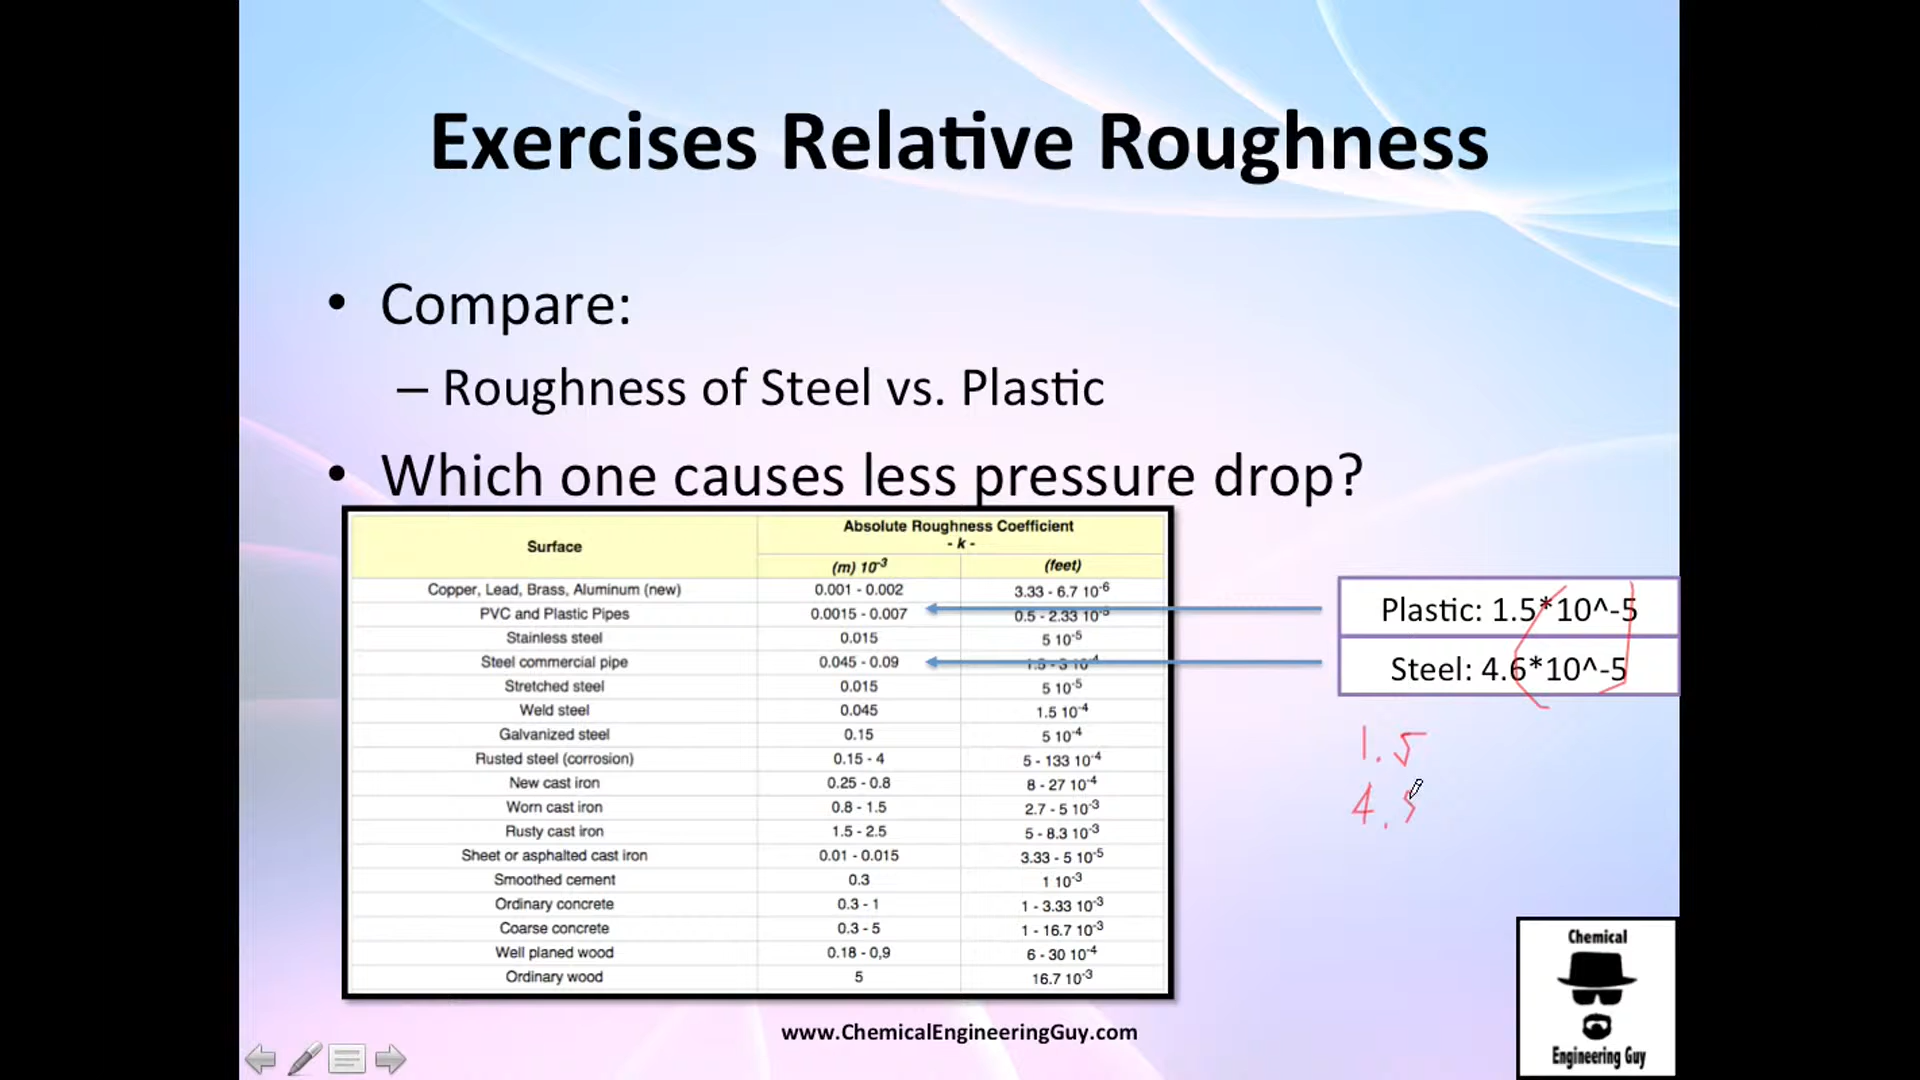 Exercises Relative Roughness
• Compare:
– Roughness of Steel vs. Plastic
• Which one causes less pressure drop?
Surface
Absolute Roughness Coefficient
- k -
(m) 10-3
(feet)
Copper, Lead, Brass, Aluminum (new) 0.001 - 0.002 3.33 - 6.7 10-6
PVC and Plastic Pipes 0.0015 - 0.007 0.5 - 2.33 10-5
Stainless steel 0.015 5 10-5
Steel commercial pipe 0.045 - 0.09 1.5 - 3 10-4
Stretched steel 0.015 5 10-5
Weld steel 0.045 1.5 10-4
Galvanized steel 0.15 5 10-4
Rusted steel (corrosion) 0.15 - 4 5 - 133 10-4
New cast iron 0.25 - 0.8 8 - 27 10-4
Worn cast iron 0.8 - 1.5 2.7 - 5 10-3
Rusty cast iron 1.5 - 2.5 5 - 8.3 10-3
Sheet or asphalted cast iron 0.01 - 0.015 3.33 - 5 10-5
Smoothed cement 0.3 1 10-3
Ordinary concrete 0.3 - 1 1 - 3.33 10-3
Coarse concrete 0.3 - 5 1 - 16.7 10-3
Well planed wood 0.18 - 0,9 6 - 30 10-4
Ordinary wood 5 16.7 10-3
Plastic: 1.5*10^-5
Steel: 4.6*10^-5
1.5
4.
www.ChemicalEngineeringGuy.com
Chemical
Engineering Guy